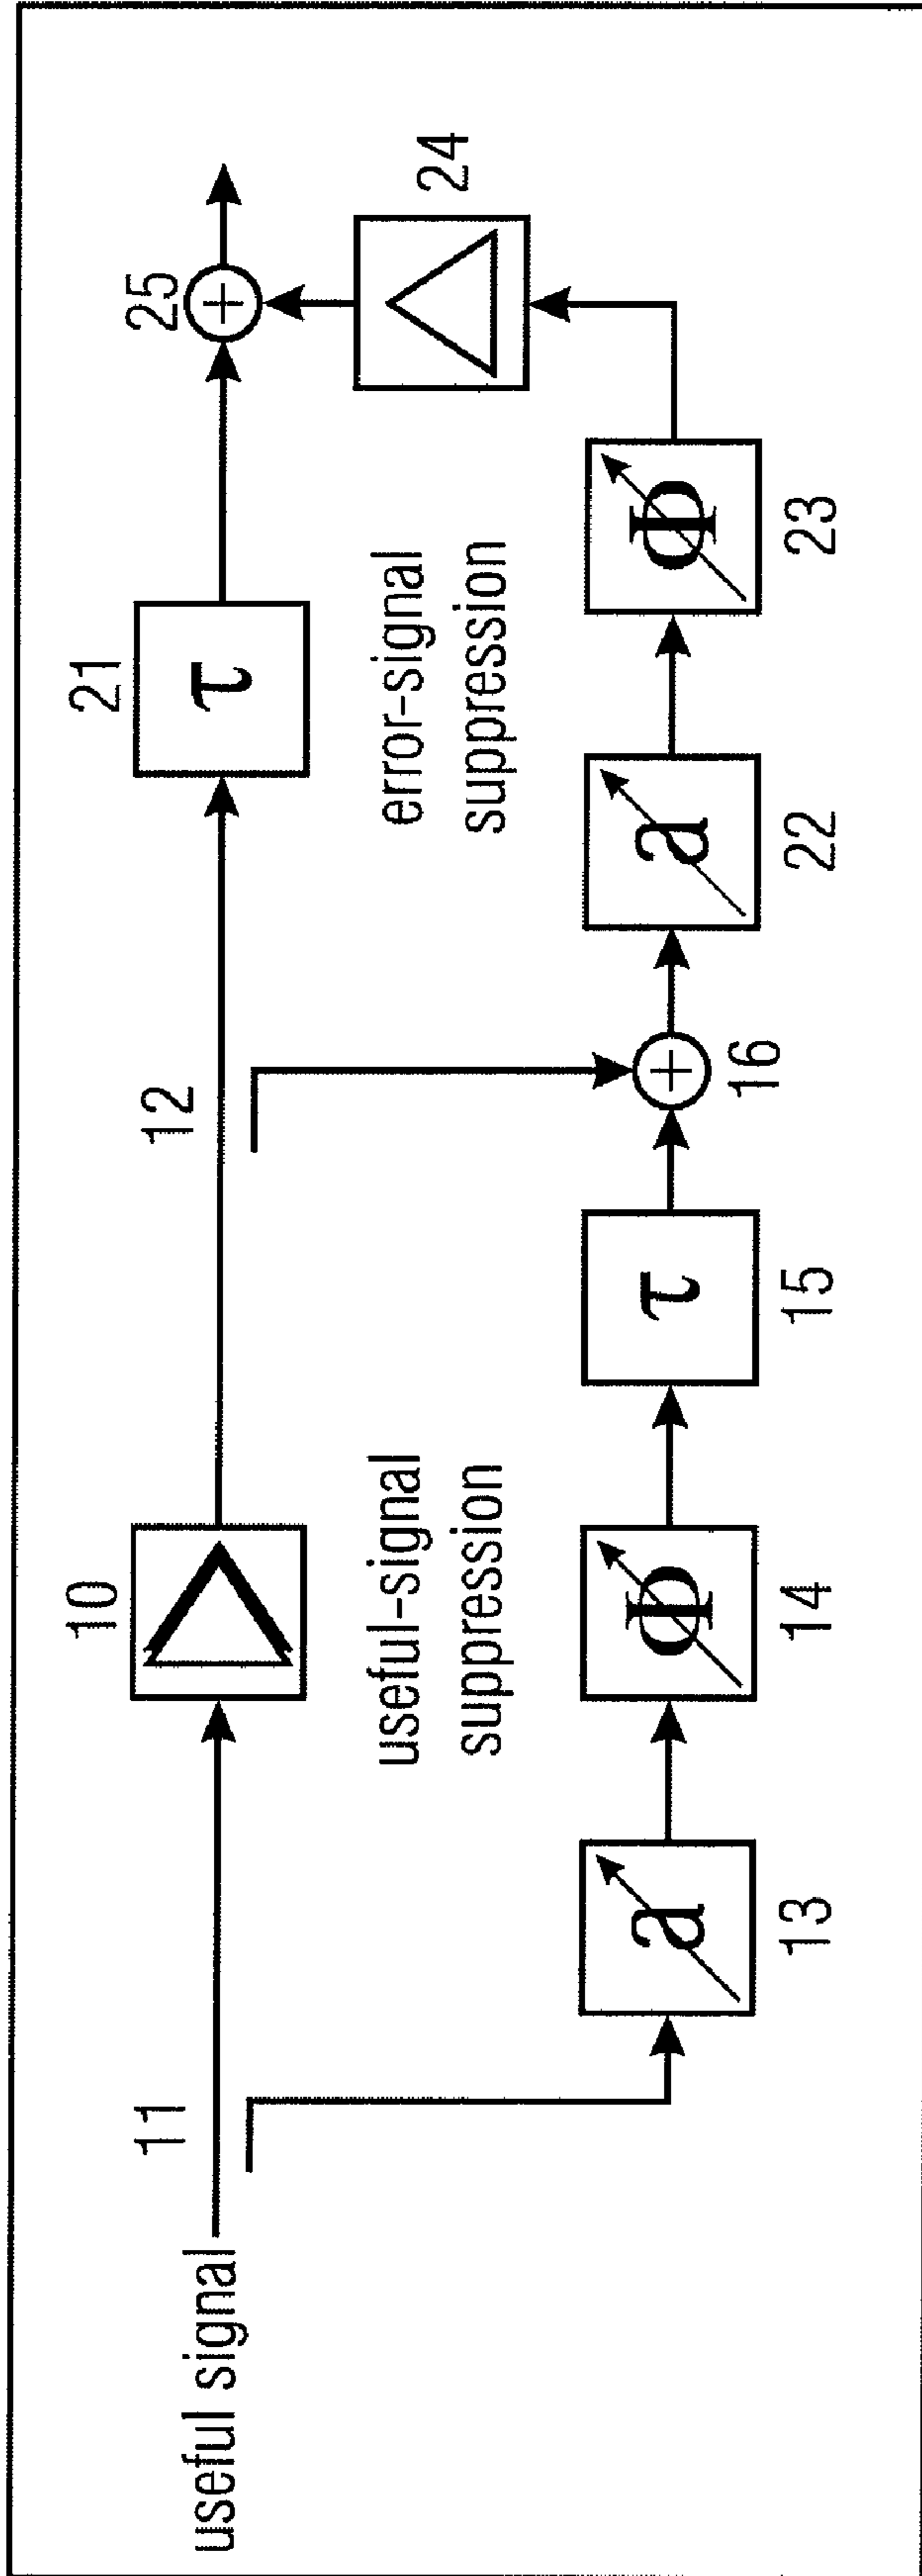 useful signal
11
10
12
21
τ
25
+
24
useful-signal
suppression
error-signal
suppression
a
13
Φ
14
τ
15
+
16
a
22
Φ
23